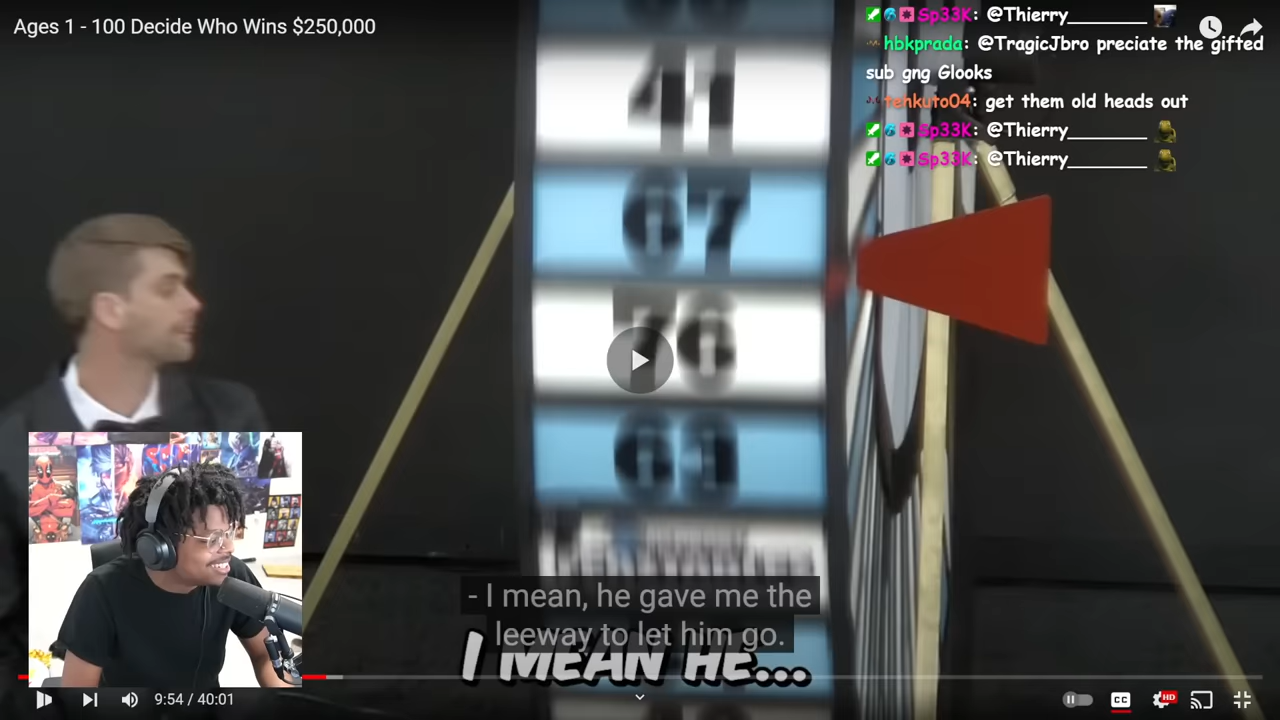 Ages 1 - 100 Decide Who Wins $250,000
Sp33K: @Thierry________
hbkprada: @TragicJbro preciate the gifted
sub gng Glooks
tenkuto04: get them old heads out
Sp33K: @Thierry________
Sp33K: @Thierry________
41
67
76
- I mean, he gave me the
leeway to let him go.
I MEAN HE...
9:54 / 40:01
CC
HD